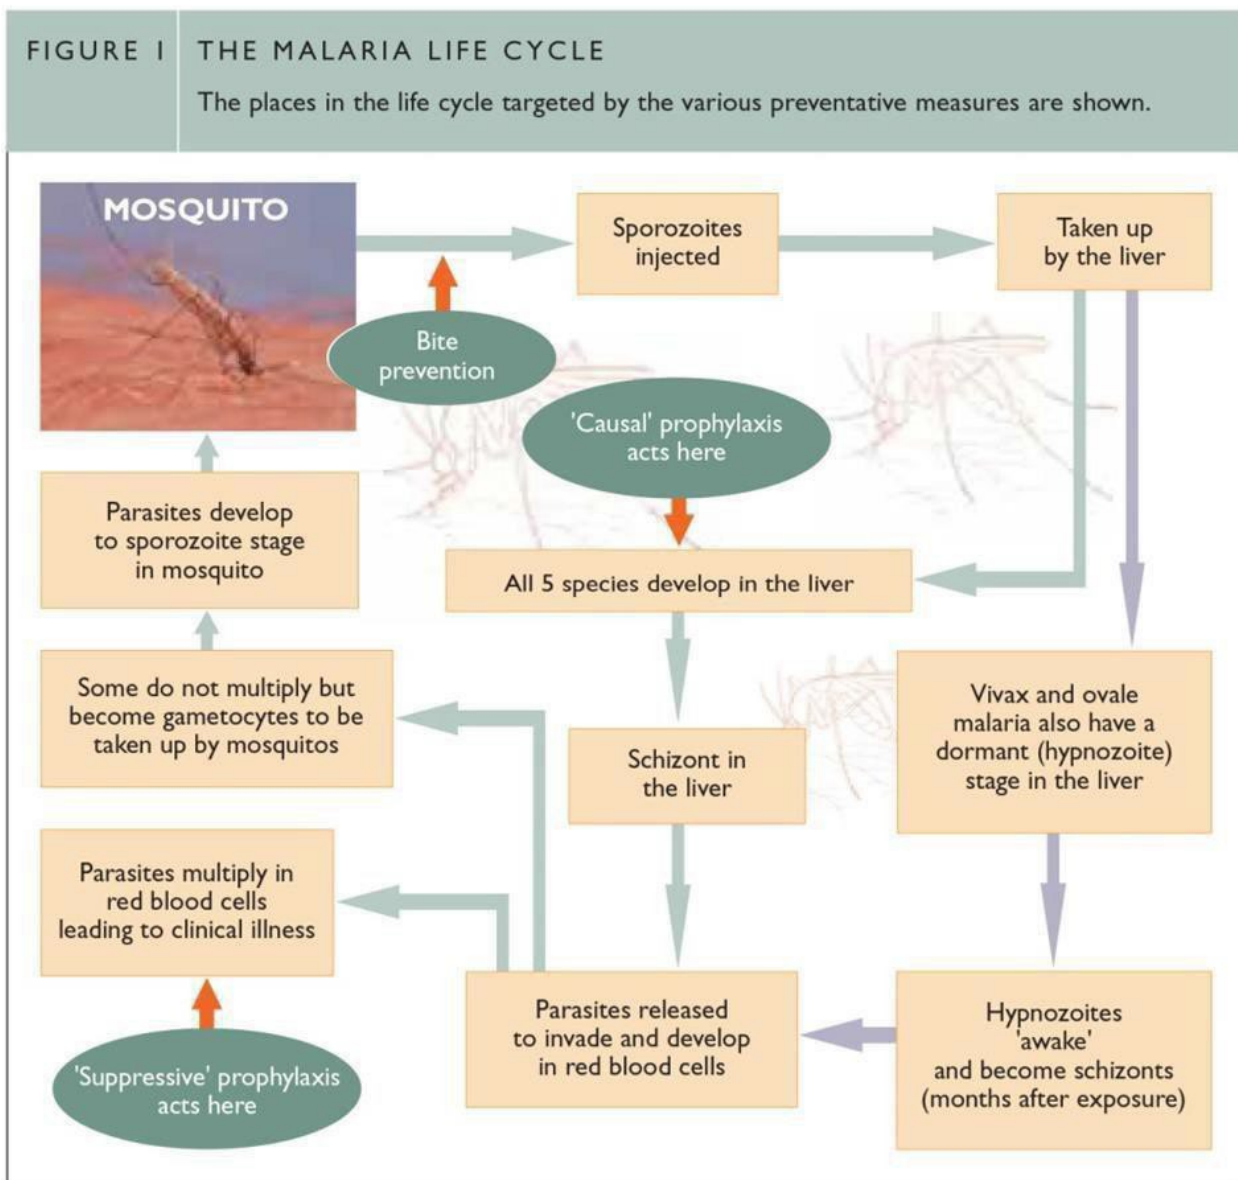 FIGURE 1
THE MALARIA LIFE CYCLE
The places in the life cycle targeted by the various preventative measures are shown.
MOSQUITO
Sporozoites
injected
Taken up
by the liver
Bite
prevention
'Causal' prophylaxis
acts here
Parasites develop
to sporozoite stage
in mosquito
All 5 species develop in the liver
Some do not multiply but
become gametocytes to be
taken up by mosquitos
Schizont in
the liver
Vivax and ovale
malaria also have a
dormant (hypnozoite)
stage in the liver
Parasites multiply in
red blood cells
leading to clinical illness
Parasites released
to invade and develop
in red blood cells
Hypnozoites
'awake'
and become schizonts
(months after exposure)
'Suppressive' prophylaxis
acts here